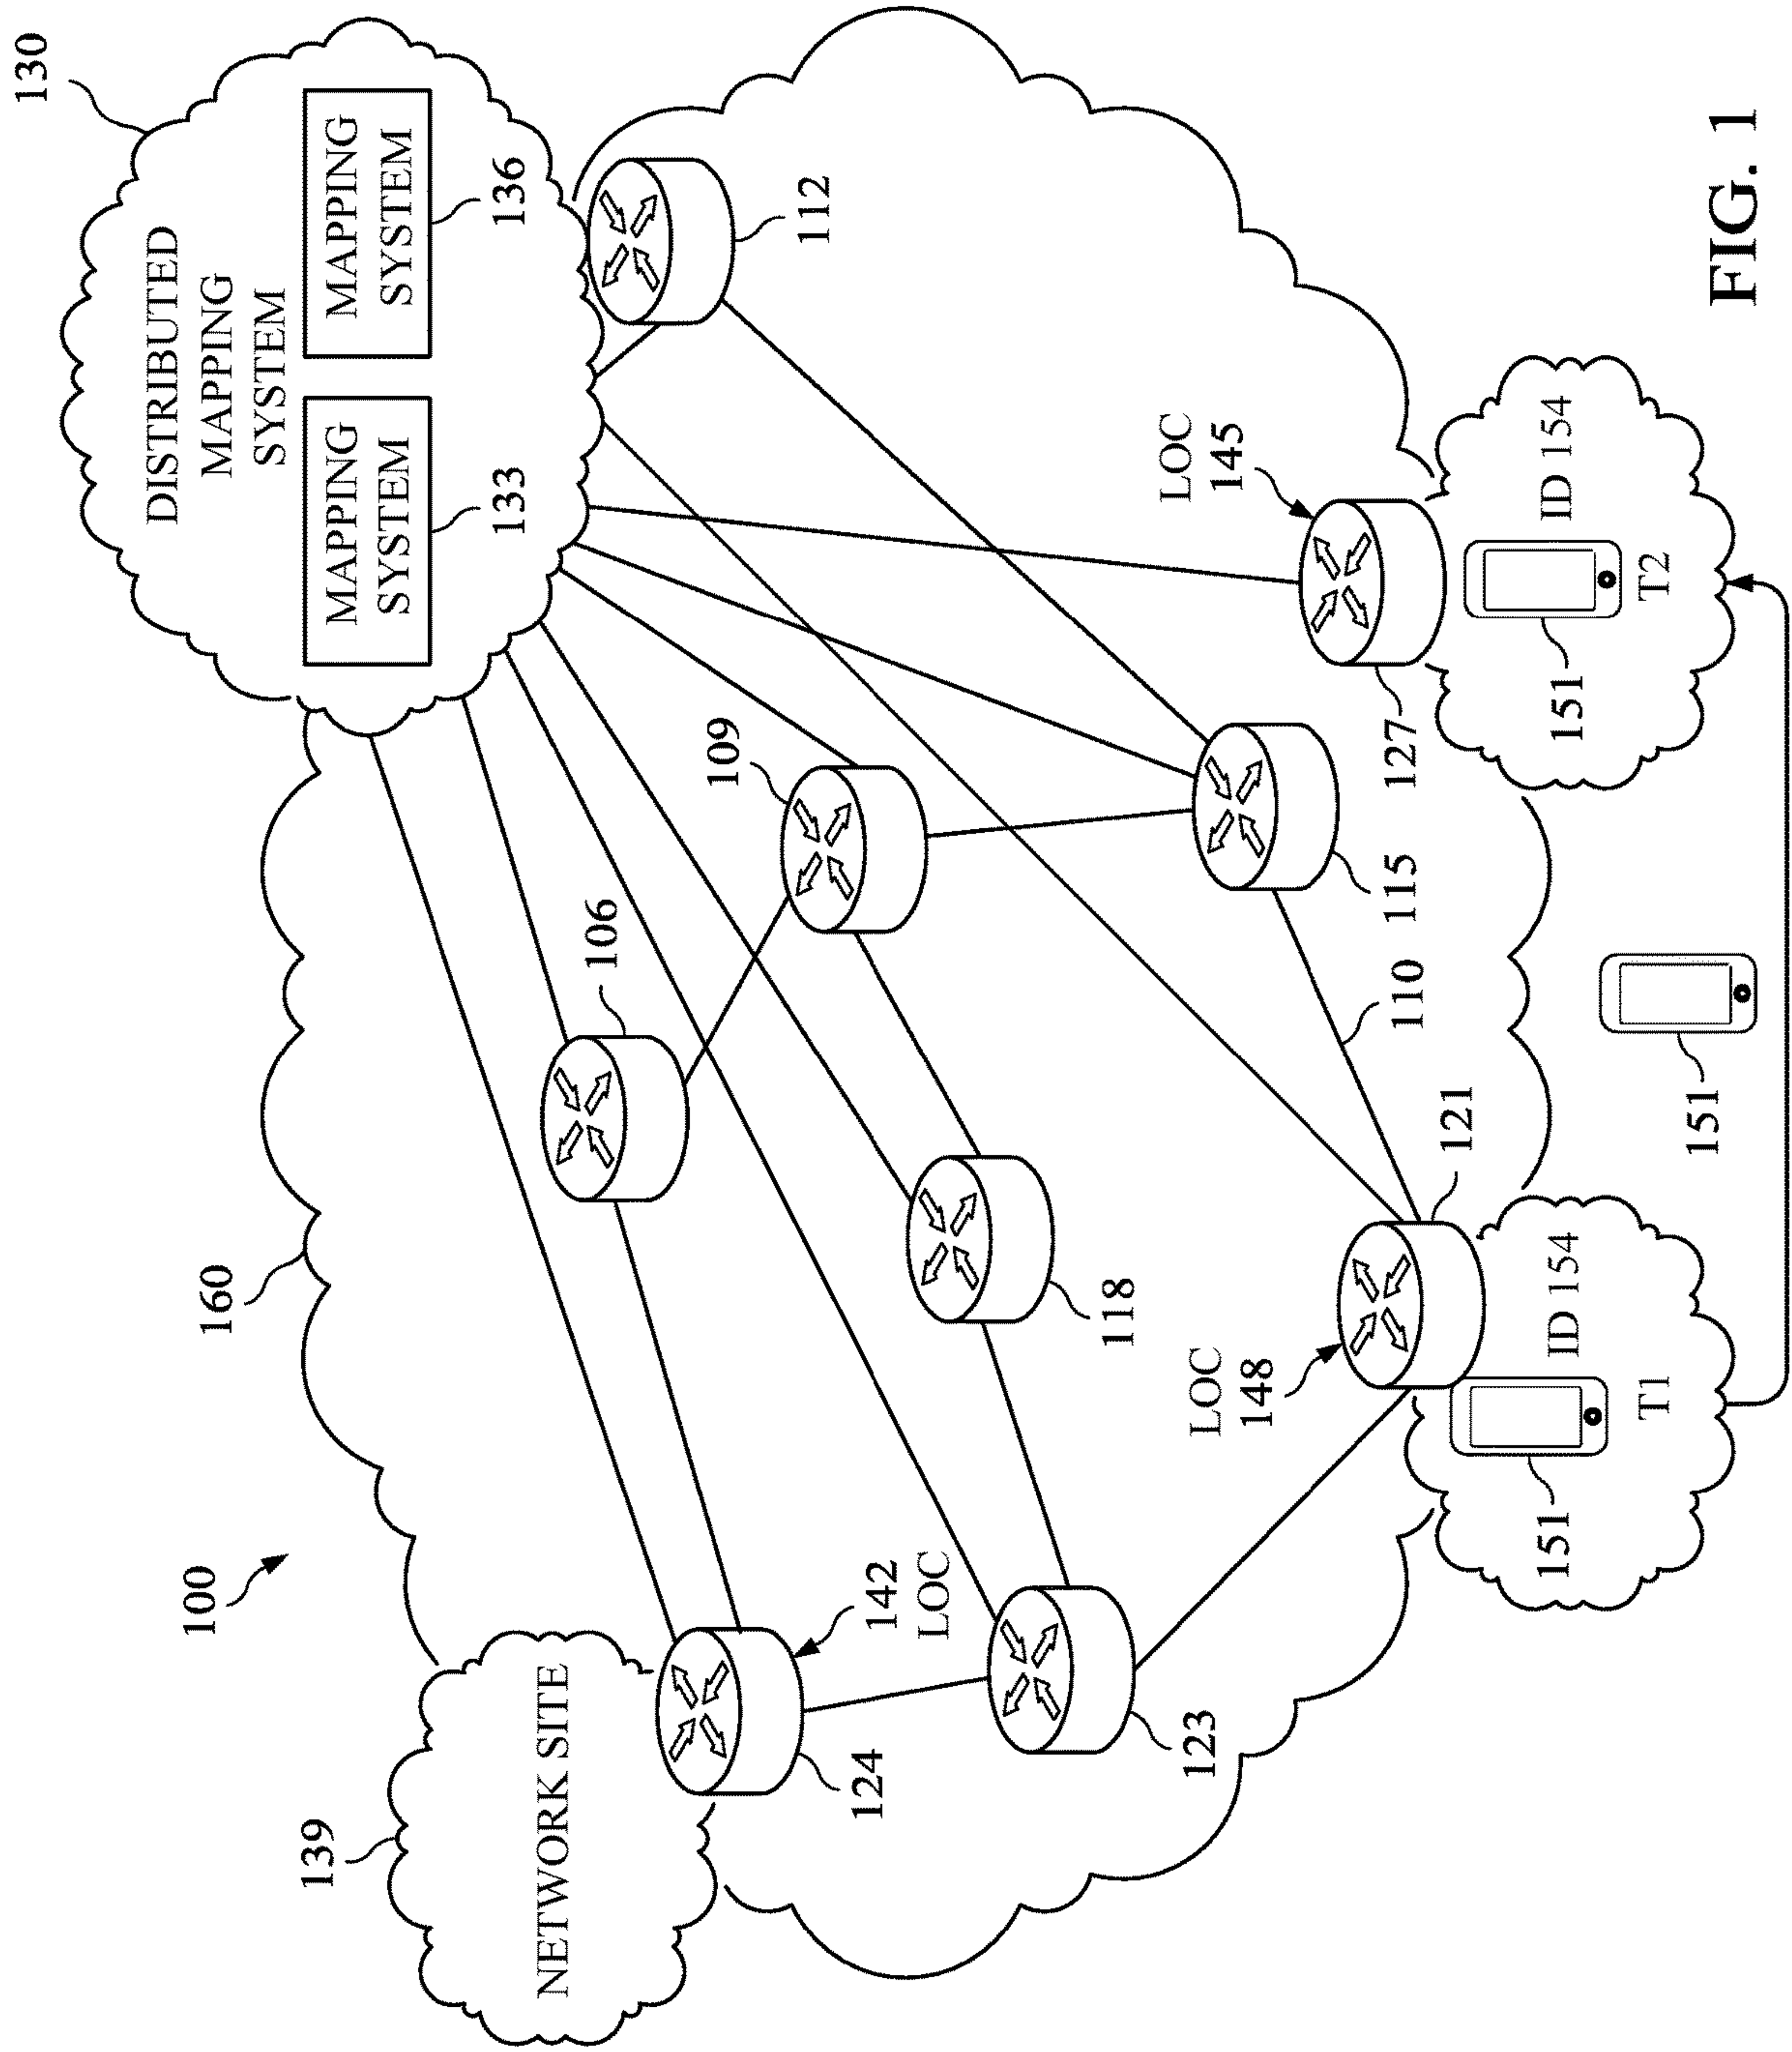 100
160
130
139
NETWORK SITE
DISTRIBUTED
MAPPING
SYSTEM
MAPPING
SYSTEM
133
MAPPING
SYSTEM
136
106
109
112
124
142
LOC
118
115
123
LOC
148
121
110
LOC
145
127
151
ID 154
T1
151
151
ID 154
T2
FIG. 1